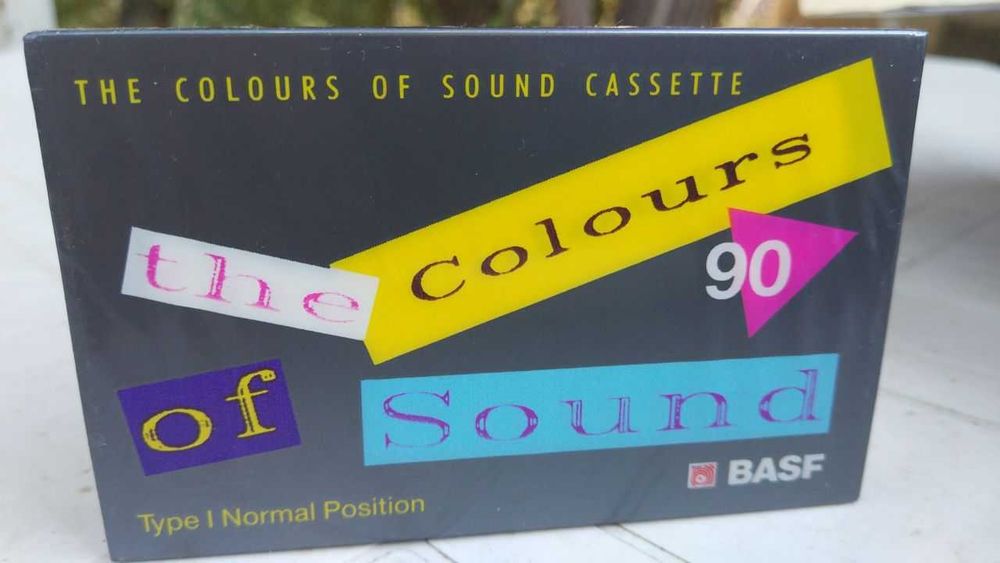 THE COLOURS OF SOUND CASSETTE
the Colours
90
of Sound
BASF
Type I Normal Position